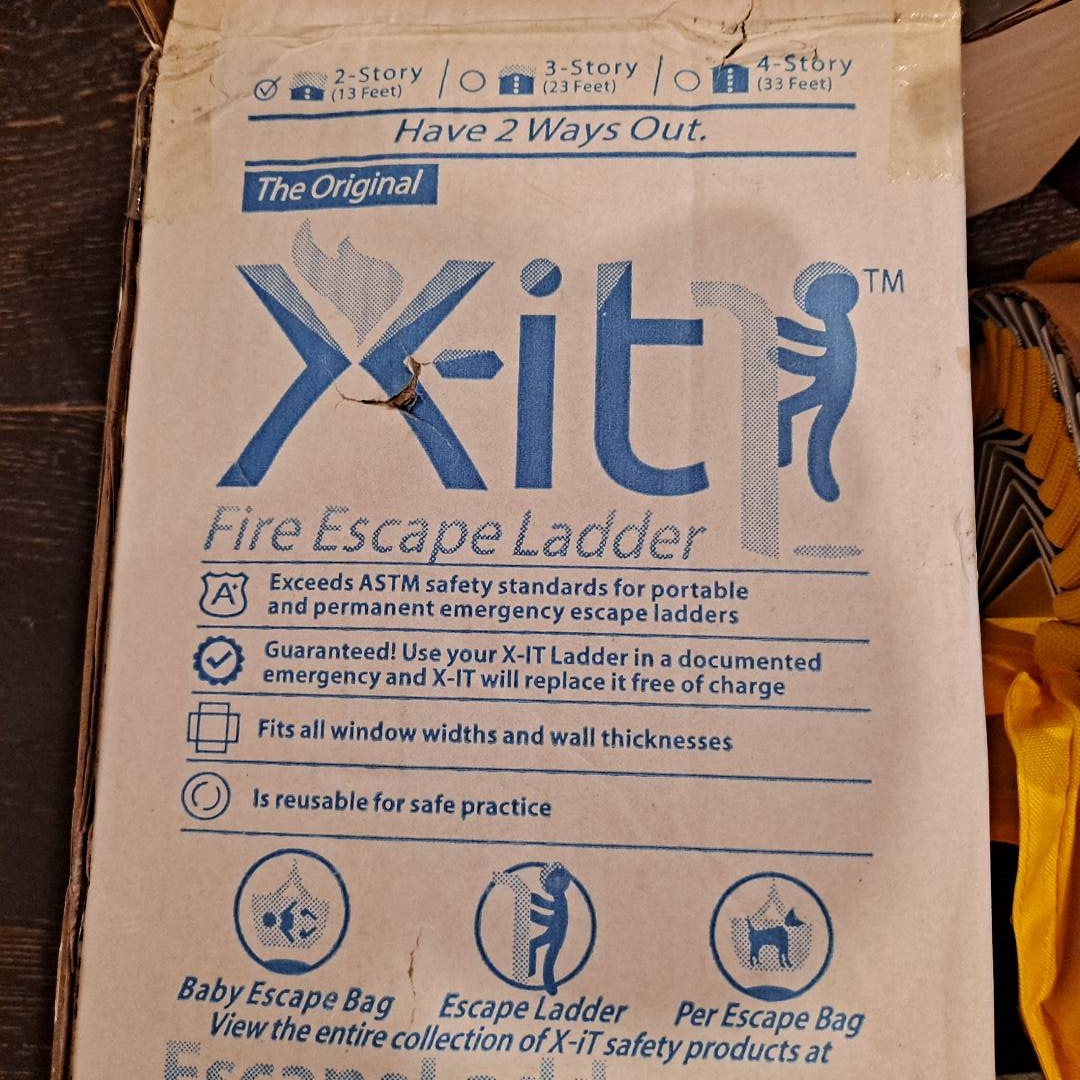 2-Story / 3-Story / 4-Story
(13 Feet) (23 Feet) (33 Feet)
Have 2 Ways Out.
The Original
X-it TM
Fire Escape Ladder
A+ Exceeds ASTM safety standards for portable
and permanent emergency escape ladders
Guaranteed! Use your X-IT Ladder in a documented
emergency and X-IT will replace it free of charge
Fits all window widths and wall thicknesses
Is reusable for safe practice
Baby Escape Bag Escape Ladder Per Escape Bag
View the entire collection of X-iT safety products at